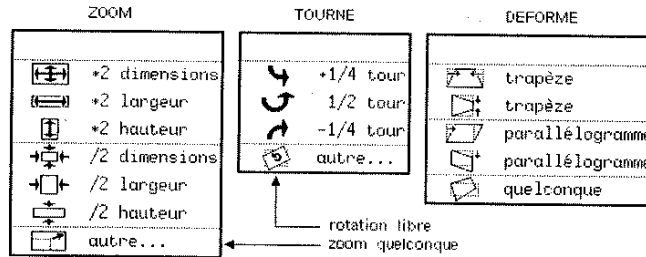 ZOOM
*2 dimensions
*2 largeur
*2 hauteur
/2 dimensions
/2 largeur
/2 hauteur
autre...
TOURNE
+1/4 tour
1/2 tour
-1/4 tour
autre...
DEFORME
trapèze
trapèze
parallélogramme
parallélogramme
quelconque
rotation libre
zoom quelconque